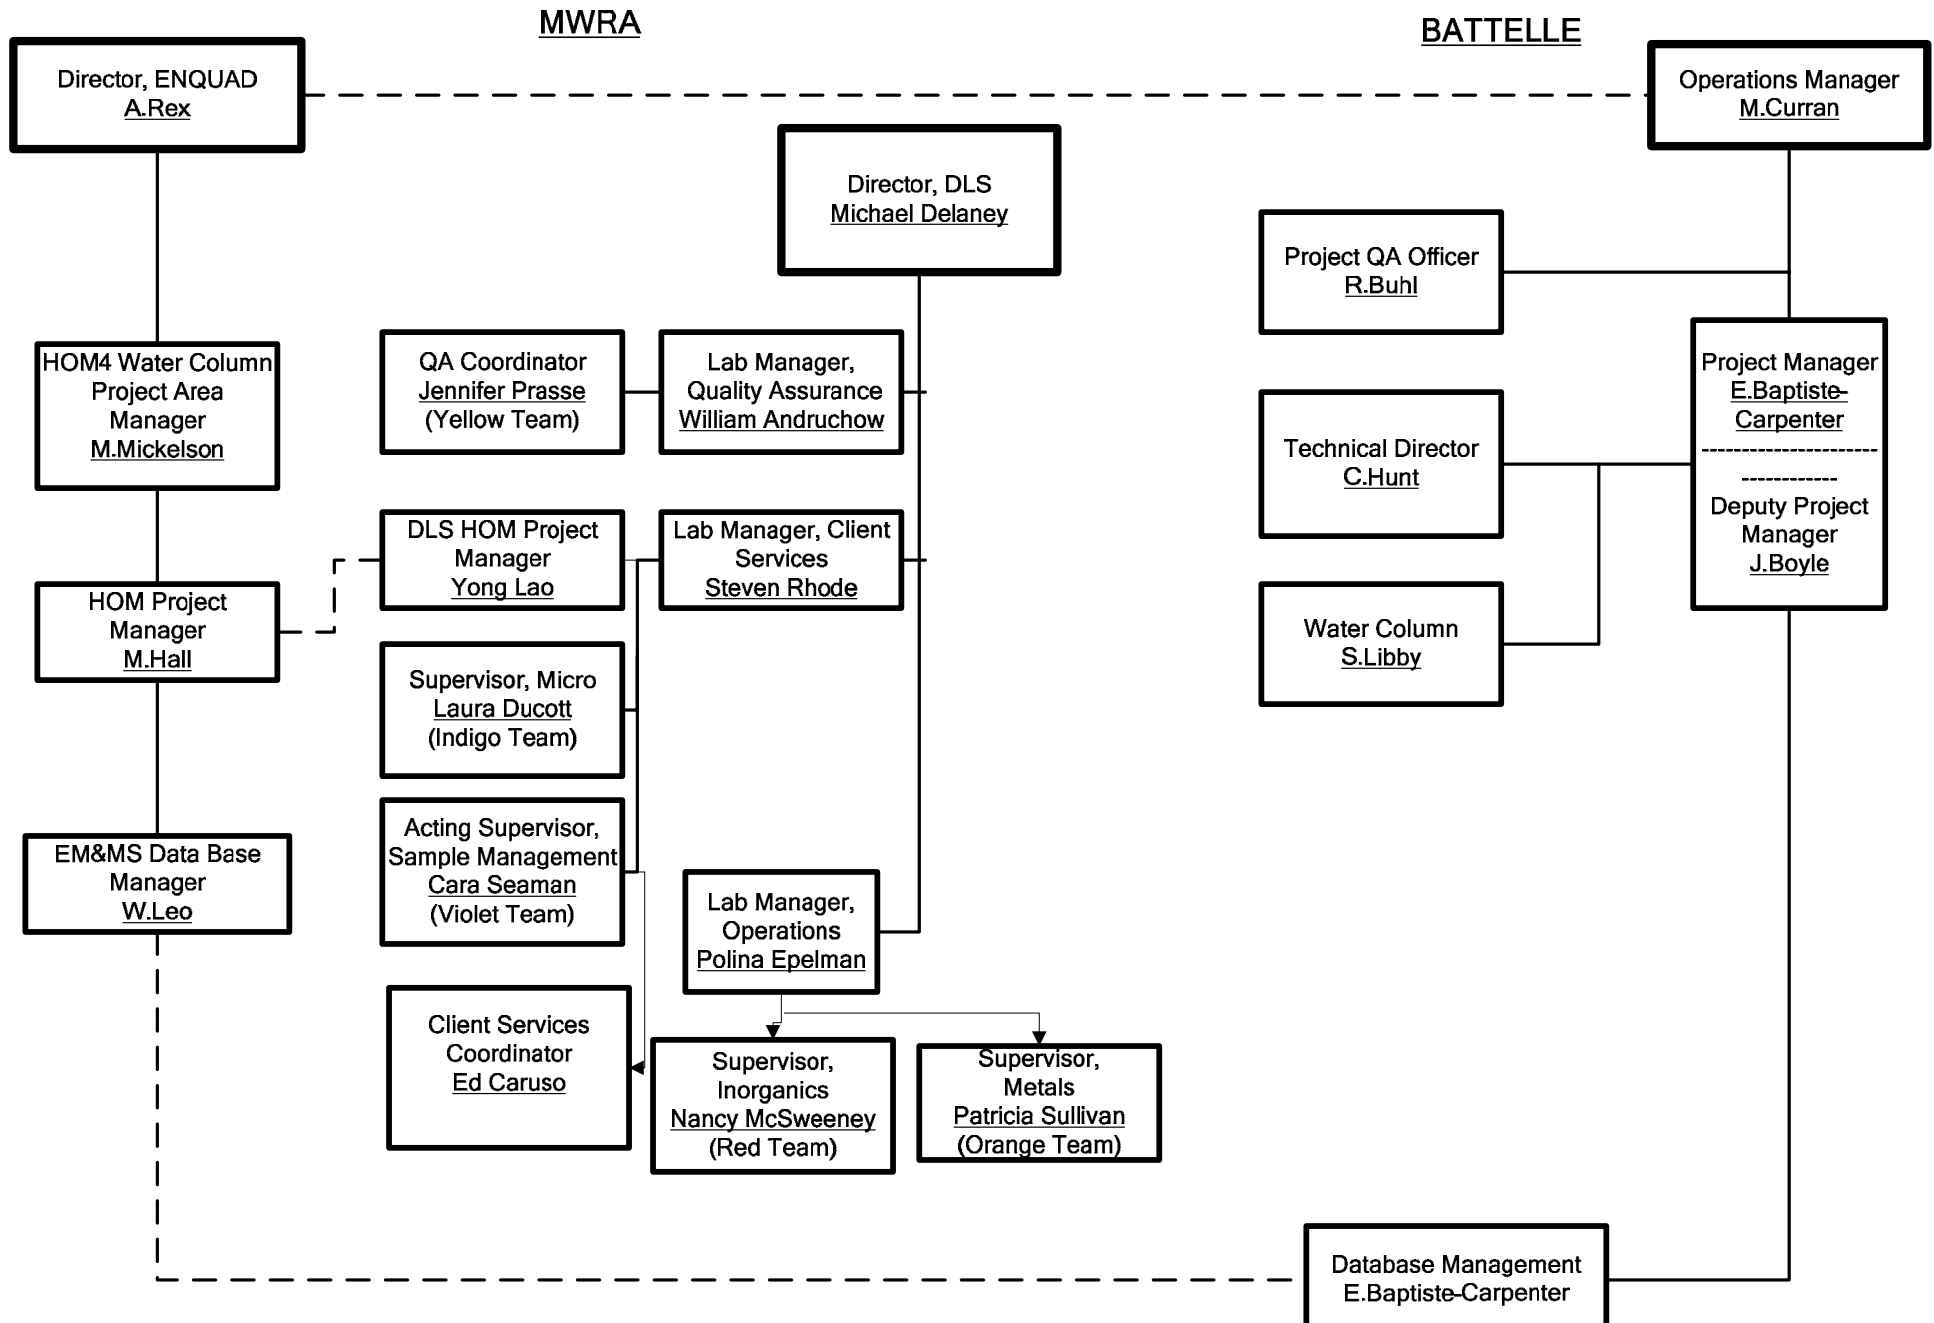 MWRA
BATTELLE
Director, ENQUAD
A.Rex
Operations Manager
M.Curran
Director, DLS
Michael Delaney
Project QA Officer
R.Buhl
HOM4 Water Column
Project Area
Manager
M.Mickelson
QA Coordinator
Jennifer Prasse
(Yellow Team)
Lab Manager,
Quality Assurance
William Andruchow
Project Manager
E.Baptiste-
Carpenter
-----------------------
------------
Deputy Project
Manager
J.Boyle
Technical Director
C.Hunt
DLS HOM Project
Manager
Yong Lao
Lab Manager, Client
Services
Steven Rhode
HOM Project
Manager
M.Hall
Water Column
S.Libby
Supervisor, Micro
Laura Ducott
(Indigo Team)
EM&MS Data Base
Manager
W.Leo
Acting Supervisor,
Sample Management
Cara Seaman
(Violet Team)
Lab Manager,
Operations
Polina Epelman
Client Services
Coordinator
Ed Caruso
Supervisor,
Inorganics
Nancy McSweeney
(Red Team)
Supervisor,
Metals
Patricia Sullivan
(Orange Team)
Database Management
E.Baptiste-Carpenter